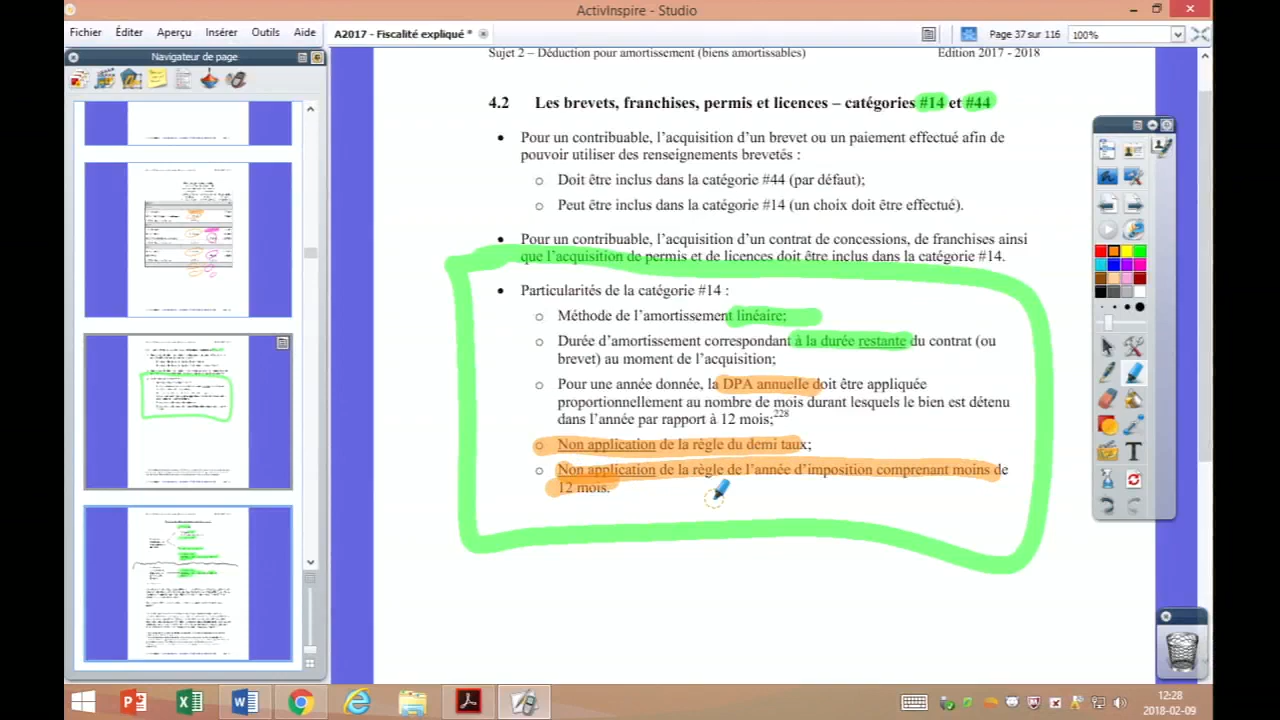 ActivInspire - Studio
Fichier Éditer Aperçu Insérer Outils Aide
A2017 - Fiscalité expliqué *
Page 37 sur 116
100%
Navigateur de page
Sujet 2 – Déduction pour amortissement (biens amortissables) Edition 2017 - 2018
4.2 Les brevets, franchises, permis et licences – catégories #14 et #44
• Pour un contribuable, l’acquisition d’un brevet ou un paiement effectué afin de
pouvoir utiliser des renseignements brevetés :
o Doit être inclus dans la catégorie #44 (par défaut);
o Peut être inclus dans la catégorie #14 (un choix doit être effectué).
• Pour un contribuable, l’acquisition d’un contrat de concessions, de franchises ainsi
que l’acquisition de permis et de licences doit être inclus dans la catégorie #14.
• Particularités de la catégorie #14 :
o Méthode de l’amortissement linéaire;
o Durée d’amortissement correspondant à la durée restante du contrat (ou
brevet) au moment de l’acquisition;
o Pour une année donnée, la DPA annuelle doit être appliquée
proportionnellement au nombre de mois durant lesquels le bien est détenu
dans l’année par rapport à 12 mois;228
o Non application de la règle du demi taux;
o Non application de la règle de l’année d’imposition comprenant moins de
12 mois.
12:28
2018-02-09